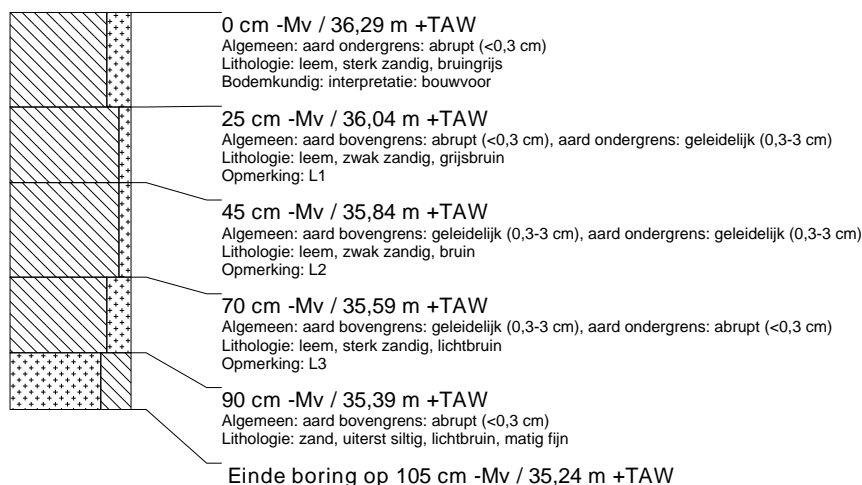 0 cm -Mv / 36,29 m +TAW
Algemeen: aard ondergrens: abrupt (<0,3 cm)
Lithologie: leem, sterk zandig, bruingrijs
Bodemkundig: interpretatie: bouwvoor
25 cm -Mv / 36,04 m +TAW
Algemeen: aard bovengrens: abrupt (<0,3 cm), aard ondergrens: geleidelijk (0,3-3 cm)
Lithologie: leem, zwak zandig, grijsbruin
Opmerking: L1
45 cm -Mv / 35,84 m +TAW
Algemeen: aard bovengrens: geleidelijk (0,3-3 cm), aard ondergrens: geleidelijk (0,3-3 cm)
Lithologie: leem, zwak zandig, bruin
Opmerking: L2
70 cm -Mv / 35,59 m +TAW
Algemeen: aard bovengrens: geleidelijk (0,3-3 cm), aard ondergrens: abrupt (<0,3 cm)
Lithologie: leem, sterk zandig, lichtbruin
Opmerking: L3
90 cm -Mv / 35,39 m +TAW
Algemeen: aard bovengrens: abrupt (<0,3 cm)
Lithologie: zand, uiterst siltig, lichtbruin, matig fijn
Einde boring op 105 cm -Mv / 35,24 m +TAW